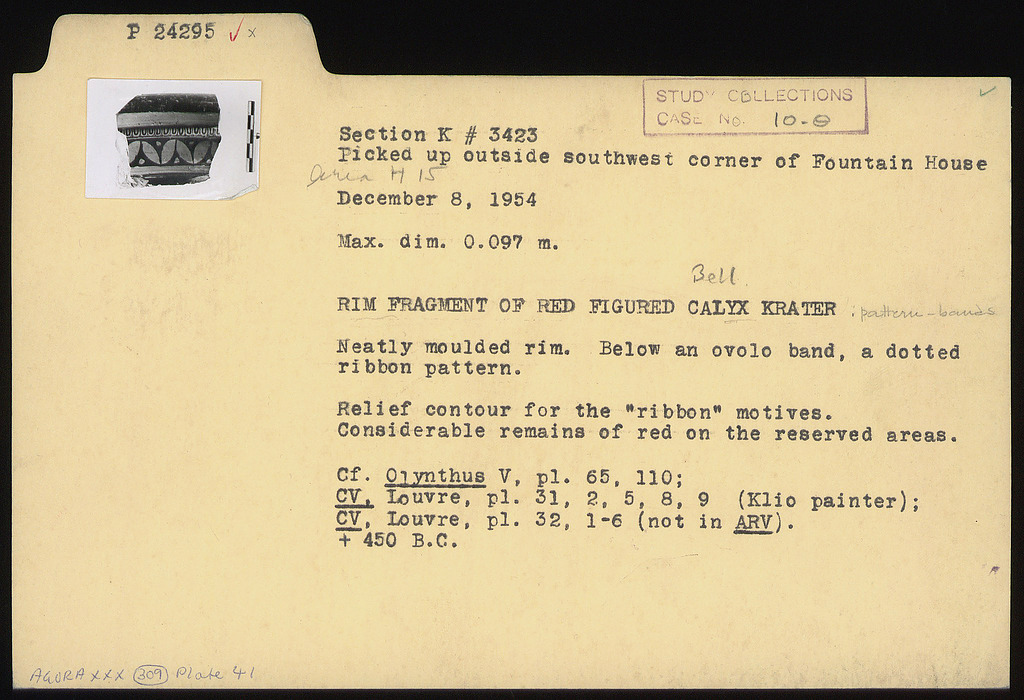 P 24295 ✓ x
STUDY COLLECTIONS
CASE No. 10-θ
Section K # 3423
Picked up outside southwest corner of Fountain House
Area H 15
December 8, 1954
Max. dim. 0.097 m.
Bell
RIM FRAGMENT OF RED FIGURED CALYX KRATER : pattern-bands
Neatly moulded rim. Below an ovolo band, a dotted
ribbon pattern.
Relief contour for the "ribbon" motives.
Considerable remains of red on the reserved areas.
Cf. Olynthus V, pl. 65, 110;
CV, Louvre, pl. 31, 2, 5, 8, 9 (Klio painter);
CV, Louvre, pl. 32, 1-6 (not in ARV).
+ 450 B.C.
AGORA XXX 309 Plate 41